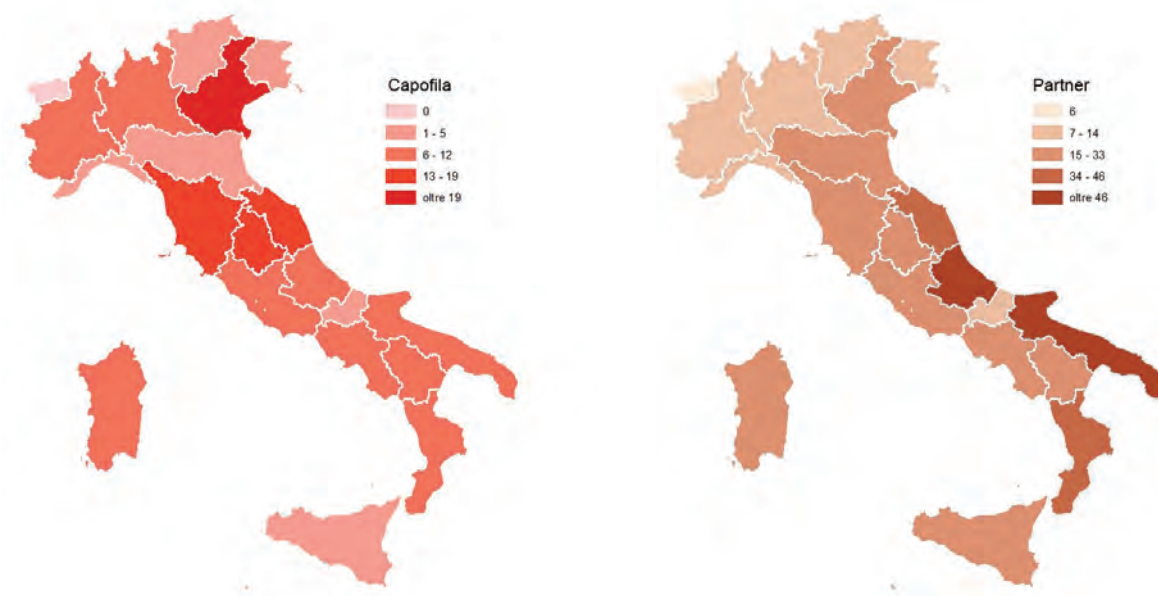 Capofila
0
1 - 5
6 - 12
13 - 19
oltre 19
Partner
6
7 - 14
15 - 33
34 - 46
oltre 46